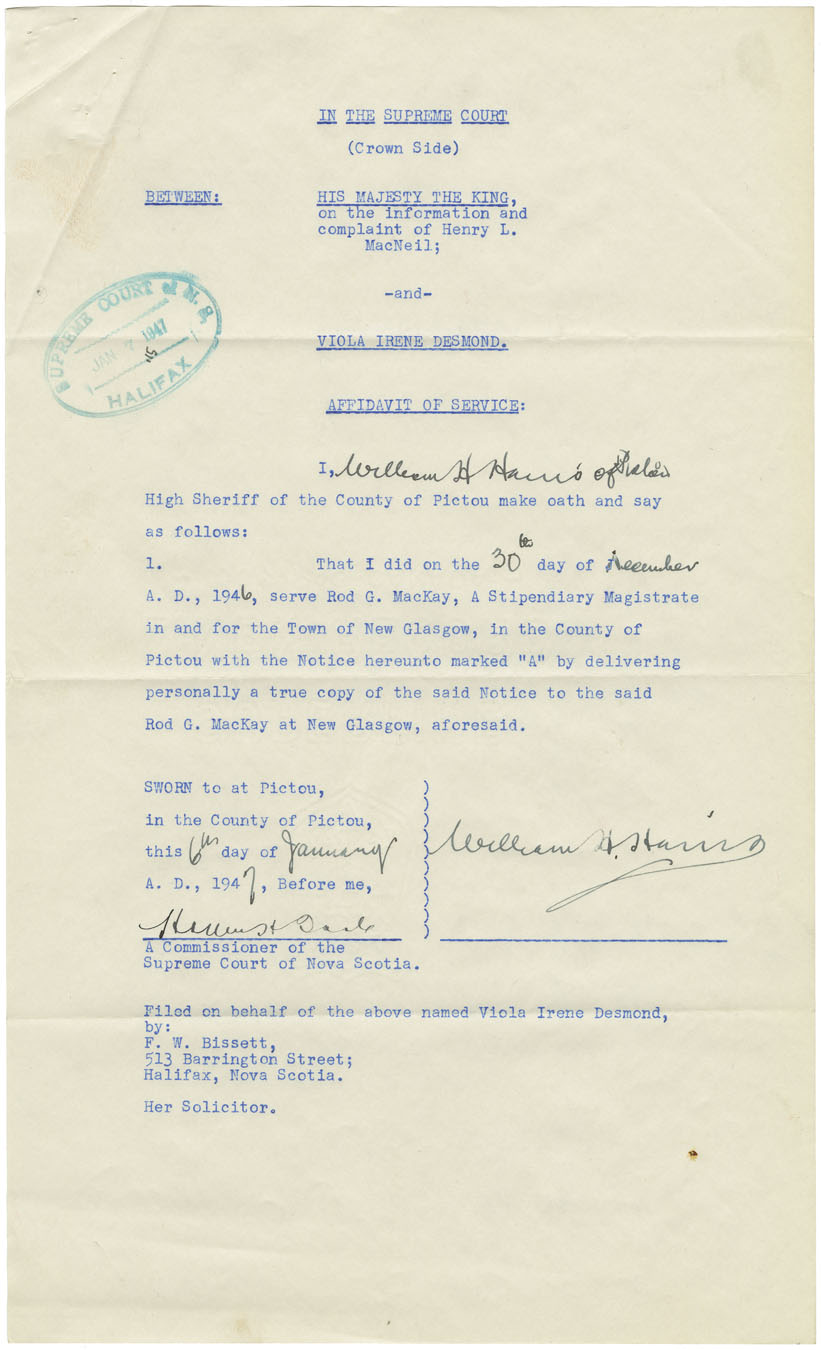 IN THE SUPREME COURT
(Crown Side)
BETWEEN:
HIS MAJESTY THE KING,
on the information and
complaint of Henry L.
MacNeil;
-and-
SUPREME COURT of N.S.
JAN 7 1947
HALIFAX
VIOLA IRENE DESMOND.
AFFIDAVIT OF SERVICE:
I, William H Harris of Pictou
High Sheriff of the County of Pictou make oath and say
as follows:
1. That I did on the 30th day of December
A. D., 1946, serve Rod G. MacKay, A Stipendiary Magistrate
in and for the Town of New Glasgow, in the County of
Pictou with the Notice hereunto marked "A" by delivering
personally a true copy of the said Notice to the said
Rod G. MacKay at New Glasgow, aforesaid.
SWORN to at Pictou,
in the County of Pictou,
this 6th day of January
A. D., 1947, Before me,
William H. Harris
A Commissioner of the
Supreme Court of Nova Scotia.
Filed on behalf of the above named Viola Irene Desmond,
by:
F. W. Bissett,
513 Barrington Street;
Halifax, Nova Scotia.
Her Solicitor.